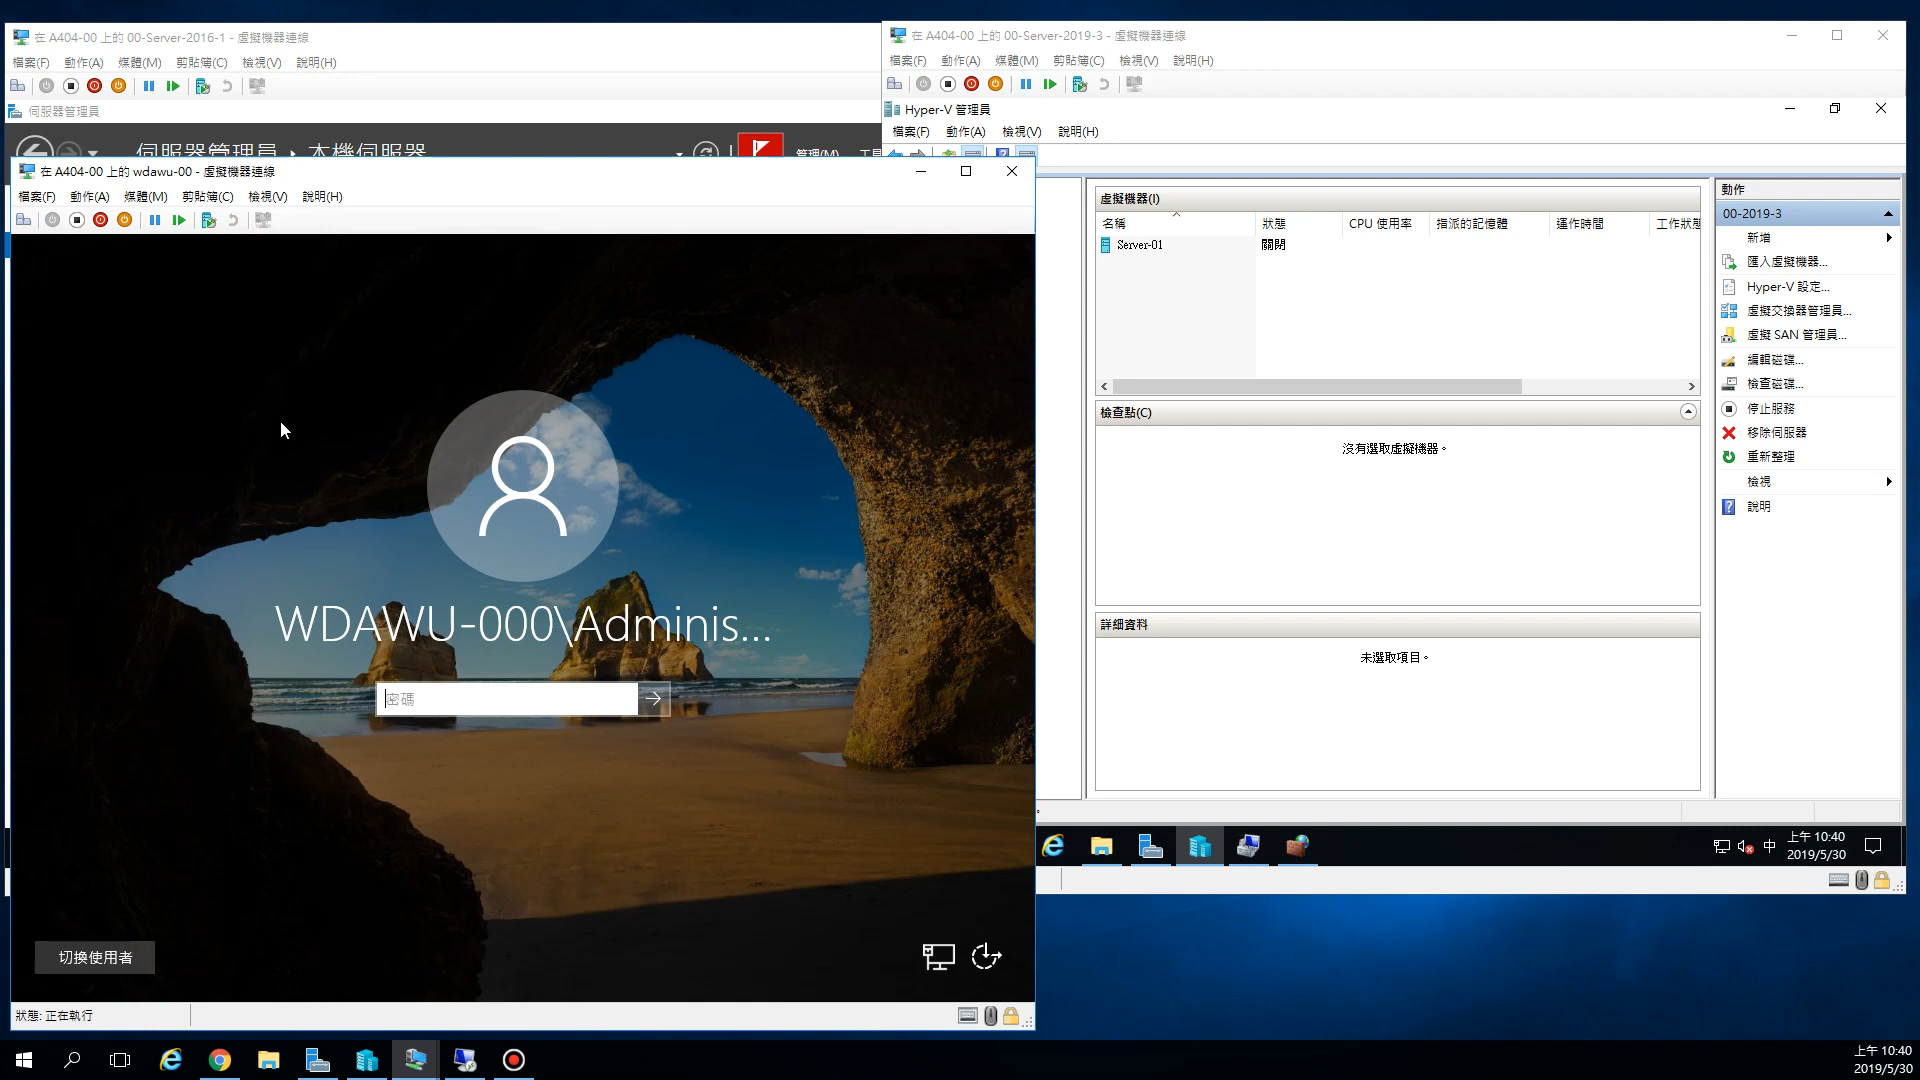 在 A404-00 上的 00-Server-2016-1 - 虛擬機器連線
檔案(F) 動作(A) 媒體(M) 剪貼簿(C) 檢視(V) 說明(H)
伺服器管理員
伺服器管理員 ‣ 本機伺服器
管理(M) 工具
在 A404-00 上的 00-Server-2019-3 - 虛擬機器連線
檔案(F) 動作(A) 媒體(M) 剪貼簿(C) 檢視(V) 說明(H)
Hyper-V 管理員
檔案(F) 動作(A) 檢視(V) 說明(H)
虛擬機器(I)
名稱 狀態 CPU 使用率 指派的記憶體 運作時間 工作狀態
Server-01 關閉
檢查點(C)
沒有選取虛擬機器。
詳細資料
未選取項目。
動作
00-2019-3
新增
匯入虛擬機器...
Hyper-V 設定...
虛擬交換器管理員...
虛擬 SAN 管理員...
編輯磁碟...
檢查磁碟...
停止服務
移除伺服器
重新整理
檢視
說明
中
上午 10:40
2019/5/30
在 A404-00 上的 wdawu-00 - 虛擬機器連線
檔案(F) 動作(A) 媒體(M) 剪貼簿(C) 檢視(V) 說明(H)
WDAWU-000\Adminis...
密碼
切換使用者
狀態: 正在執行
上午 10:40
2019/5/30